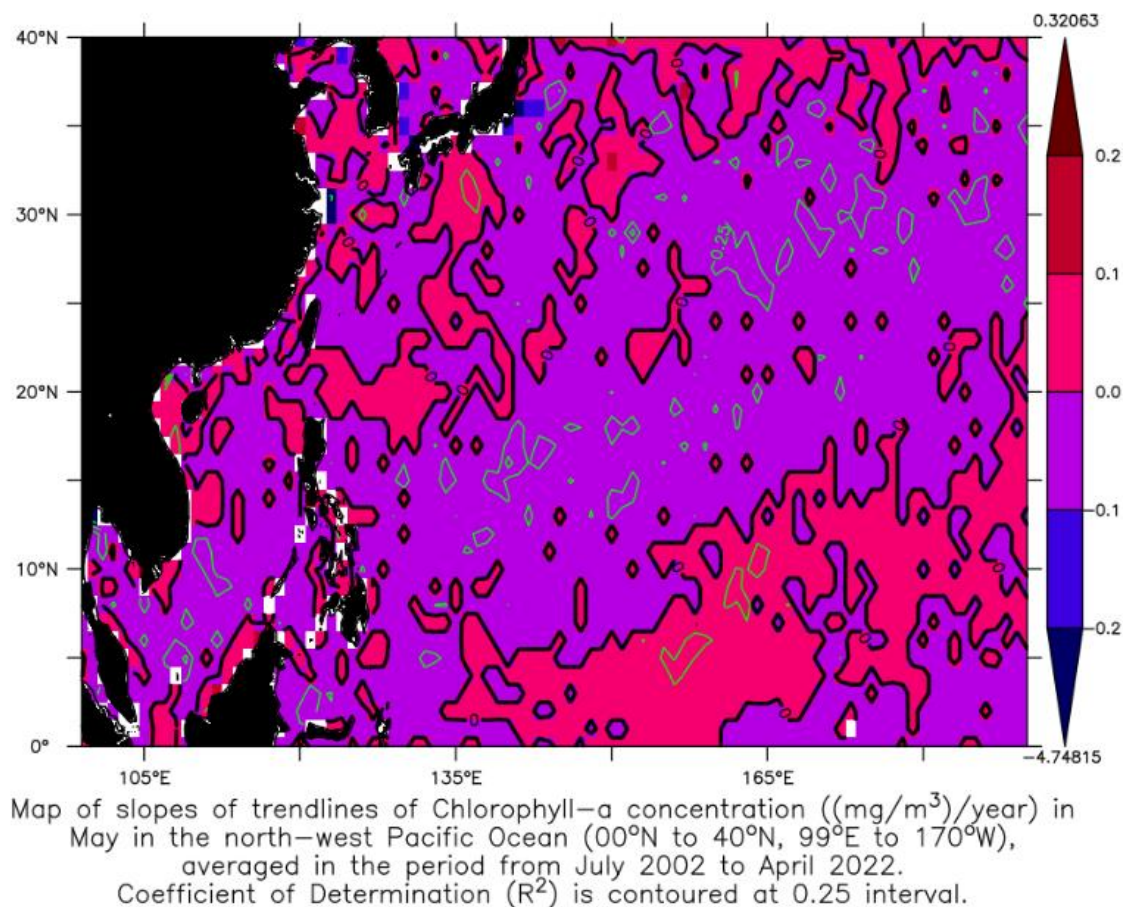 0.32063
40°N
30°N
20°N
10°N
0°
105°E
135°E
165°E
0.2
0.1
0.0
−0.1
−0.2
−4.74815
0.25
Map of slopes of trendlines of Chlorophyll−a concentration ((mg/m³)/year) in
May in the north−west Pacific Ocean (00°N to 40°N, 99°E to 170°W),
averaged in the period from July 2002 to April 2022.
Coefficient of Determination (R²) is contoured at 0.25 interval.